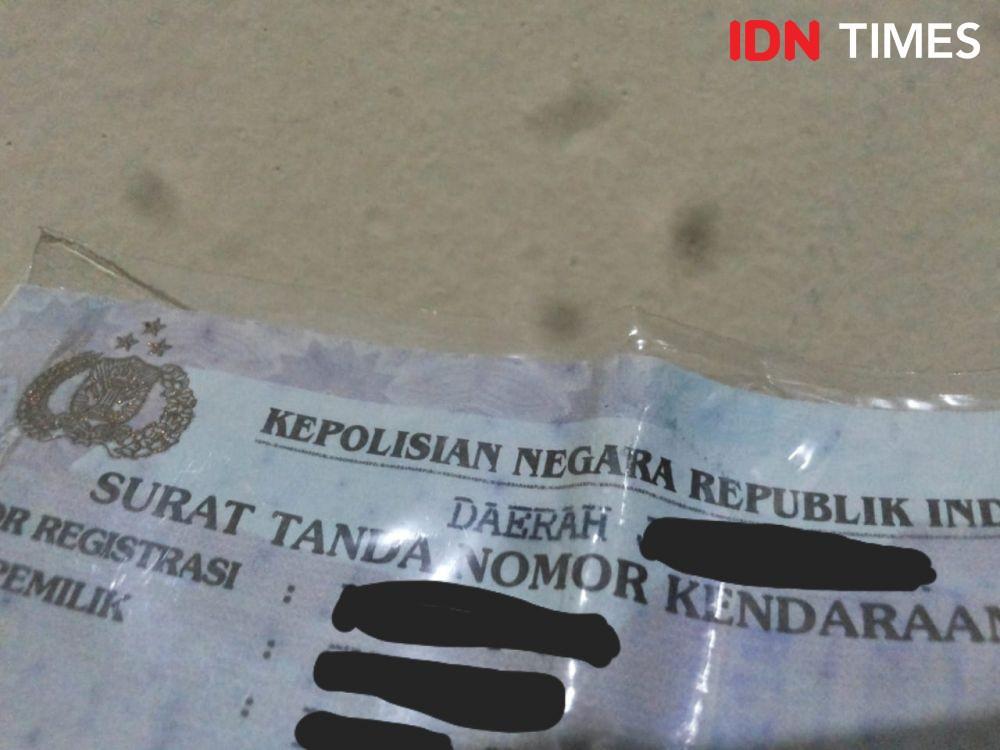 IDN TIMES
KEPOLISIAN NEGARA REPUBLIK IND
DAERAH
SURAT TANDA NOMOR KENDARAAN
OR REGISTRASI :
PEMILIK :
: